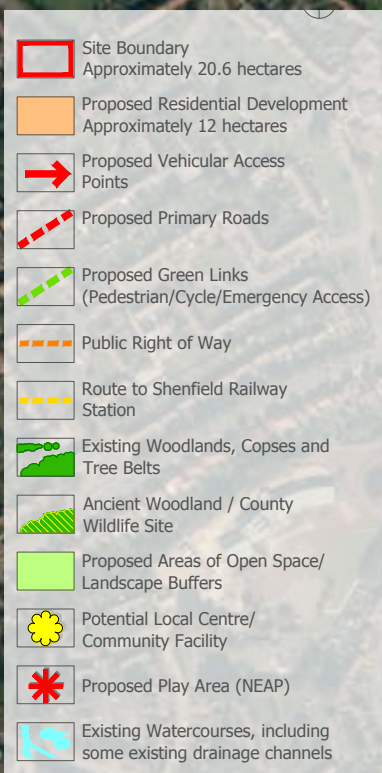 Site Boundary
Approximately 20.6 hectares
Proposed Residential Development
Approximately 12 hectares
Proposed Vehicular Access
Points
Proposed Primary Roads
Proposed Green Links
(Pedestrian/Cycle/Emergency Access)
Public Right of Way
Route to Shenfield Railway
Station
Existing Woodlands, Copses and
Tree Belts
Ancient Woodland / County
Wildlife Site
Proposed Areas of Open Space/
Landscape Buffers
Potential Local Centre/
Community Facility
Proposed Play Area (NEAP)
Existing Watercourses, including
some existing drainage channels